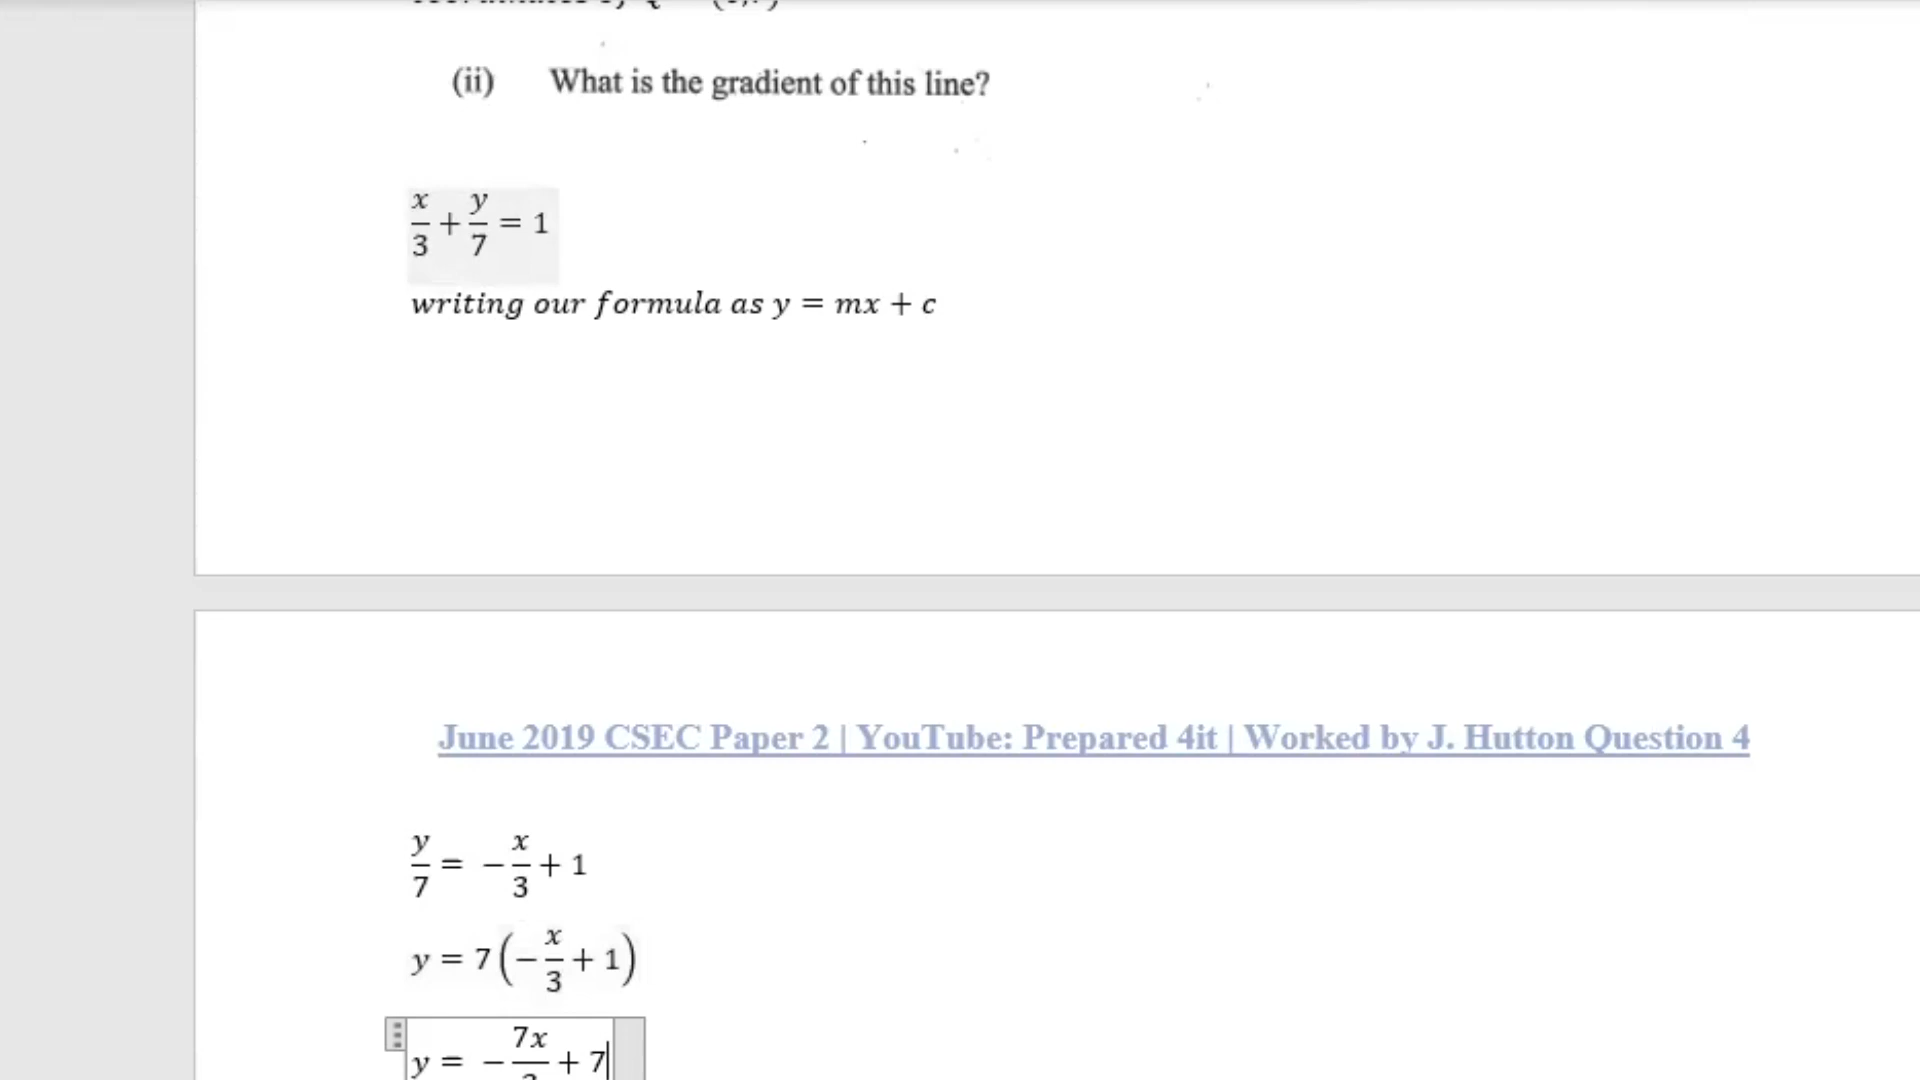 (ii) What is the gradient of this line?
x/3 + y/7 = 1
writing our formula as y = mx + c
June 2019 CSEC Paper 2 | YouTube: Prepared 4it | Worked by J. Hutton Question 4
y/7 = −x/3 + 1
y = 7(−x/3 + 1)
y = −7x/3 + 7